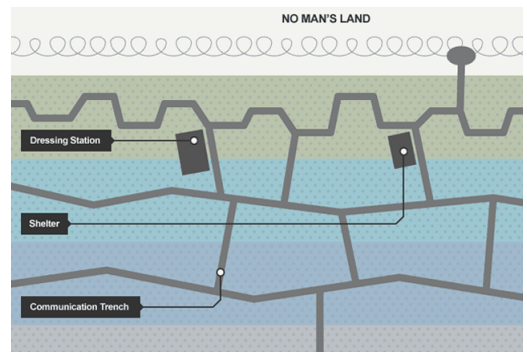 NO MAN'S LAND
Dressing Station
Shelter
Communication Trench